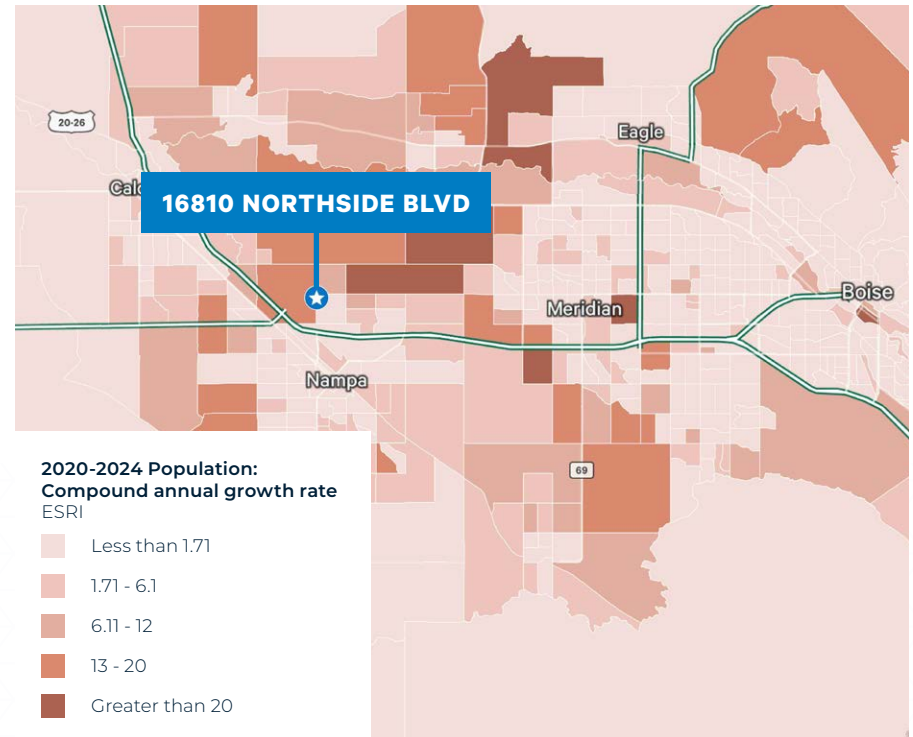 Eagle
20-26
Cal
16810 NORTHSIDE BLVD
Boise
Meridian
Nampa
69
2020-2024 Population:
Compound annual growth rate
ESRI
Less than 1.71
1.71 - 6.1
6.11 - 12
13 - 20
Greater than 20